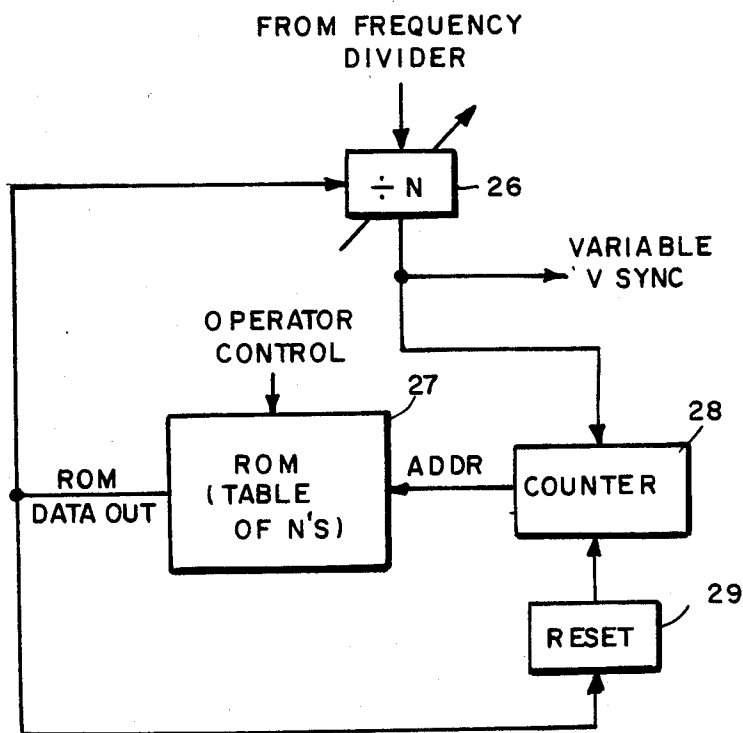 FROM FREQUENCY
DIVIDER
÷ N
26
VARIABLE
V SYNC
OPERATOR
CONTROL
27
28
ROM
(TABLE
OF N'S)
ADDR
COUNTER
ROM
DATA OUT
29
RESET